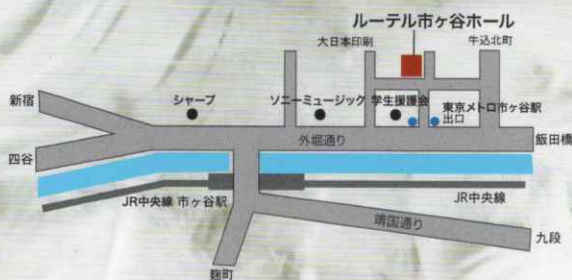 ルーテル市ヶ谷ホール
大日本印刷
牛込北町
新宿
シャープ
ソニーミュージック
学生援護会
東京メトロ市ヶ谷駅
出口
外堀通り
飯田橋
四谷
JR中央線 市ヶ谷駅
JR中央線
靖国通り
九段
麹町